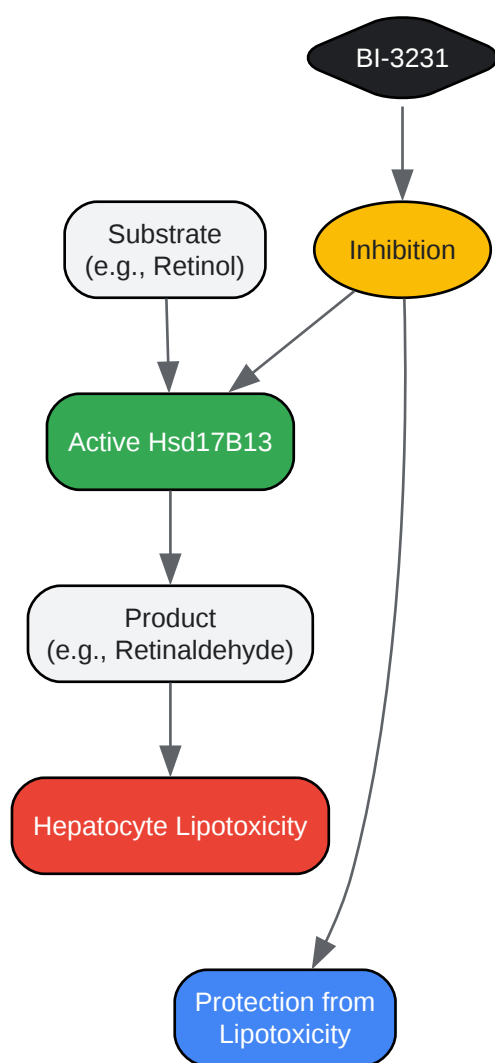 BI-3231
Substrate
(e.g., Retinol)
Inhibition
Active Hsd17B13
Product
(e.g., Retinaldehyde)
Hepatocyte Lipotoxicity
Protection from
Lipotoxicity